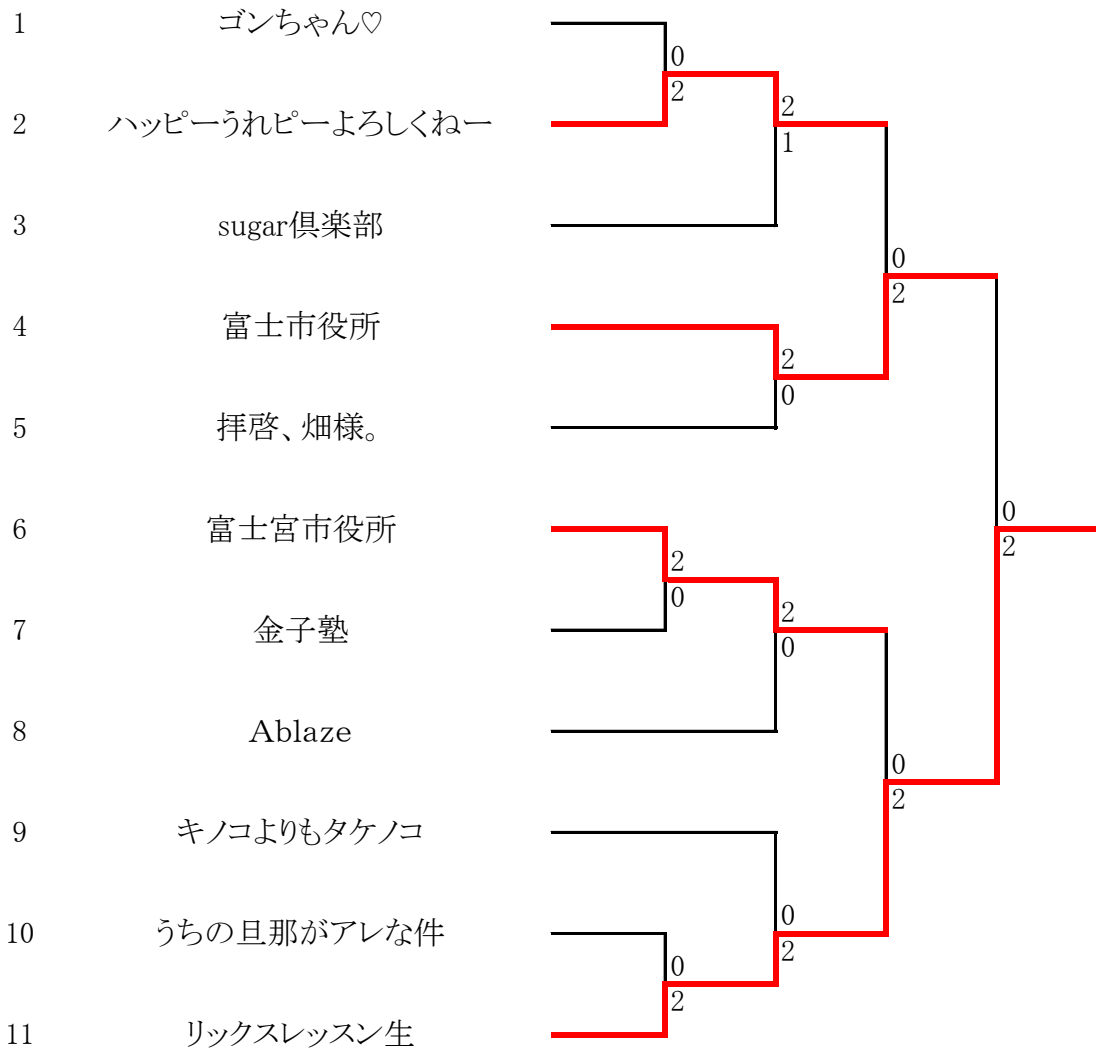 1 ゴンちゃん♡
0
2
2 ハッピーうれピーよろしくねー
2
1
3 sugar倶楽部
0
2
4 富士市役所
2
0
5 拝啓、畑様。
6 富士宮市役所
0
2
2
0
7 金子塾
2
0
8 Ablaze
0
2
9 キノコよりもタケノコ
0
2
10 うちの旦那がアレな件
0
2
11 リックスレッスン生